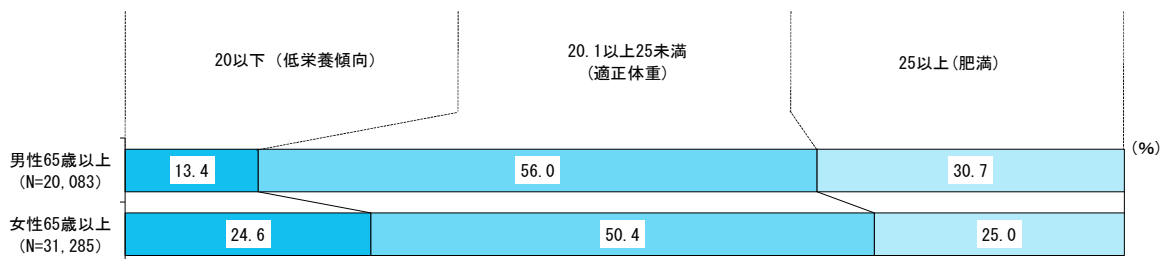 20以下（低栄養傾向）
20.1以上25未満
(適正体重)
25以上(肥満)
(%)
男性65歳以上
(N=20,083)
13.4
56.0
30.7
女性65歳以上
(N=31,285)
24.6
50.4
25.0